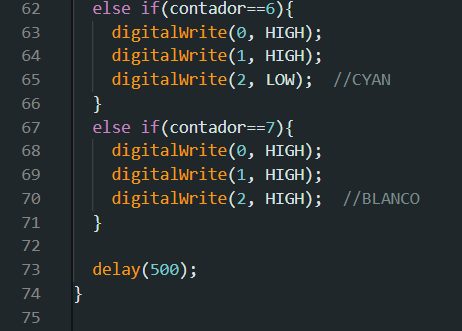 62 else if(contador==6){
63 digitalWrite(0, HIGH);
64 digitalWrite(1, HIGH);
65 digitalWrite(2, LOW); //CYAN
66 }
67 else if(contador==7){
68 digitalWrite(0, HIGH);
69 digitalWrite(1, HIGH);
70 digitalWrite(2, HIGH); //BLANCO
71 }
72
73 delay(500);
74 }
75